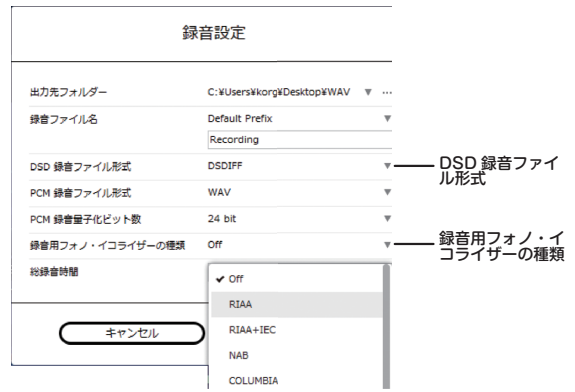 録音設定
出力先フォルダー C:¥Users¥korg¥Desktop¥WAV ▼ ...
録音ファイル名 Default Prefix ▼
Recording
DSD 録音ファイル形式 DSDIFF ▼
DSD 録音ファイ
ル形式
PCM 録音ファイル形式 WAV ▼
PCM 録音量子化ビット数 24 bit ▼
録音用フォノ・イコライザーの種類 Off ▼
録音用フォノ・イ
コライザーの種類
総録音時間
✔ Off
RIAA
RIAA+IEC
NAB
COLUMBIA
キャンセル